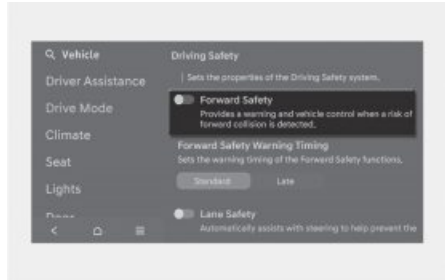 Vehicle
Driver Assistance
Drive Mode
Climate
Seat
Lights
Door
Driving Safety
Sets the properties of the Driving Safety system.
Forward Safety
Provides a warning and vehicle control when a risk of
forward collision is detected.
Forward Safety Warning Timing
Sets the warning timing of the Forward Safety functions.
Standard
Late
Lane Safety
Automatically assists with steering to help prevent the